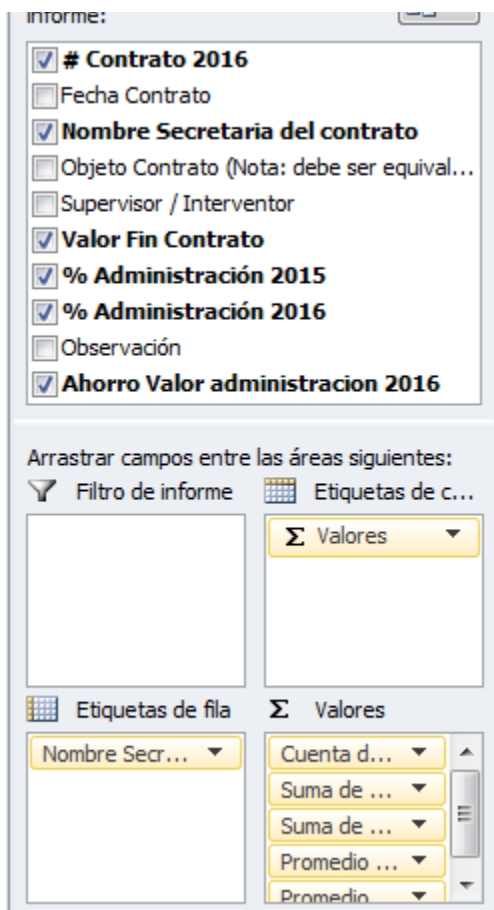 informe:
# Contrato 2016
Fecha Contrato
Nombre Secretaria del contrato
Objeto Contrato (Nota: debe ser equival...
Supervisor / Interventor
Valor Fin Contrato
% Administración 2015
% Administración 2016
Observación
Ahorro Valor administracion 2016
Arrastrar campos entre las áreas siguientes:
Filtro de informe
Etiquetas de c...
Σ Valores
Etiquetas de fila
Σ Valores
Nombre Secr...
Cuenta d...
Suma de ...
Suma de ...
Promedio ...
Promedio